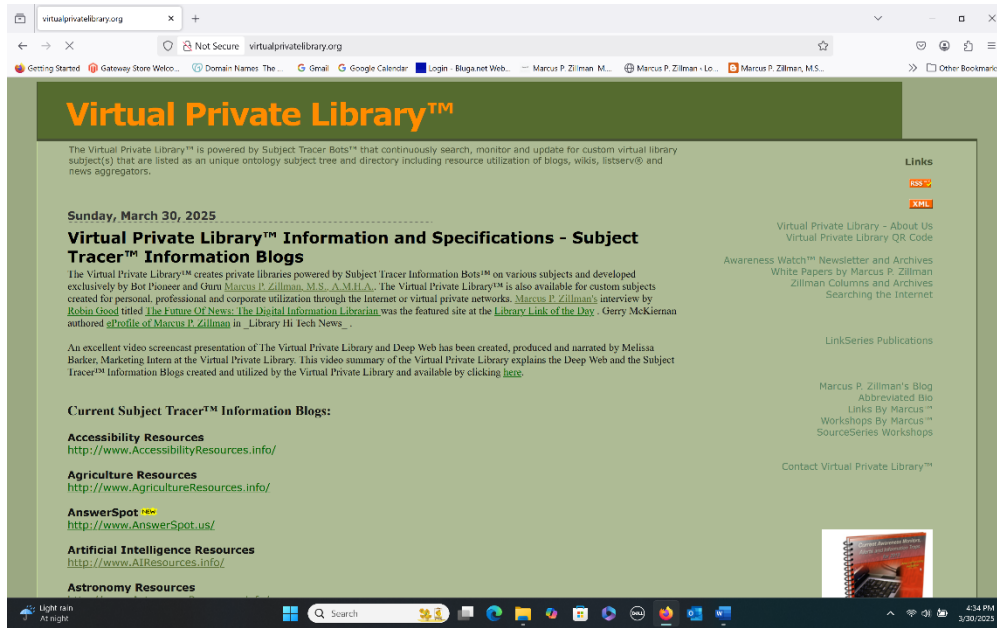 virtualprivatelibrary.org
Not Secure virtualprivatelibrary.org
Getting Started Gateway Store Welco... Domain Names The ... Gmail Google Calendar Login - Bluga.net Web... Marcus P. Zillman M... Marcus P. Zillman - Lo... Marcus P. Zillman, M.S... Other Bookmarks
Virtual Private Library™
The Virtual Private Library™ is powered by Subject Tracer Bots™ that continuously search, monitor and update for custom virtual library
subject(s) that are listed as an unique ontology subject tree and directory including resource utilization of blogs, wikis, listserv® and
news aggregators.
Sunday, March 30, 2025
Virtual Private Library™ Information and Specifications - Subject
Tracer™ Information Blogs
The Virtual Private Library™ creates private libraries powered by Subject Tracer Information Bots™ on various subjects and developed
exclusively by Bot Pioneer and Guru Marcus P. Zillman, M.S., A.M.H.A.. The Virtual Private Library™ is also available for custom subjects
created for personal, professional and corporate utilization through the Internet or virtual private networks. Marcus P. Zillman's interview by
Robin Good titled The Future Of News: The Digital Information Librarian was the featured site at the Library Link of the Day . Gerry McKiernan
authored eProfile of Marcus P. Zillman in _Library Hi Tech News_ .
An excellent video screencast presentation of The Virtual Private Library and Deep Web has been created, produced and narrated by Melissa
Barker, Marketing Intern at the Virtual Private Library. This video summary of the Virtual Private Library explains the Deep Web and the Subject
Tracer™ Information Blogs created and utilized by the Virtual Private Library and available by clicking here.
Current Subject Tracer™ Information Blogs:
Accessibility Resources
http://www.AccessibilityResources.info/
Agriculture Resources
http://www.AgricultureResources.info/
AnswerSpot NEW
http://www.AnswerSpot.us/
Artificial Intelligence Resources
http://www.AIResources.info/
Astronomy Resources
Links
RSS
XML
Virtual Private Library - About Us
Virtual Private Library QR Code
Awareness Watch™ Newsletter and Archives
White Papers by Marcus P. Zillman
Zillman Columns and Archives
Searching the Internet
LinkSeries Publications
Marcus P. Zillman's Blog
Abbreviated Bio
Links By Marcus™
Workshops By Marcus™
SourceSeries Workshops
Contact Virtual Private Library™
Light rain
At night
Search
4:34 PM
3/30/2025